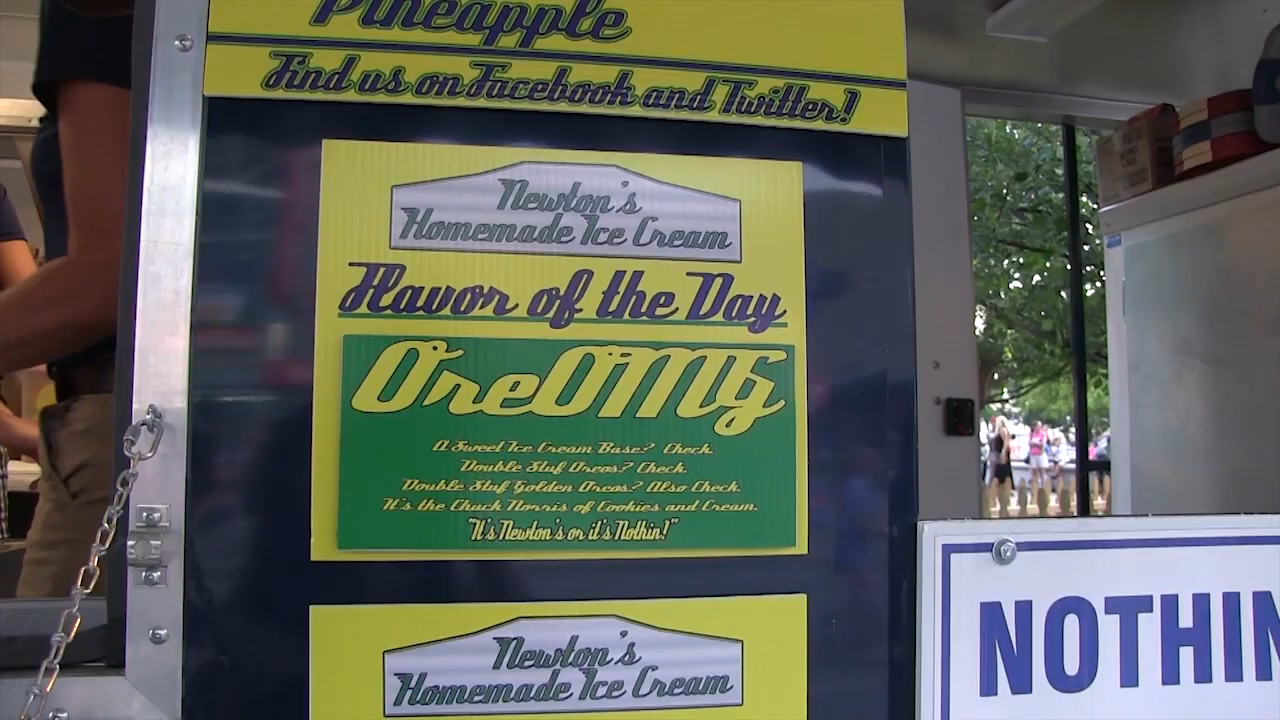 Pineapple
Find us on Facebook and Twitter!
Newton's
Homemade Ice Cream
Flavor of the Day
OreOMG
A Sweet Ice Cream Base? Check.
Double Stuf Oreos? Check.
Double Stuf Golden Oreos? Also Check.
It's the Chuck Norris of Cookies and Cream.
"It's Newton's or it's Nothin!"
Newton's
Homemade Ice Cream
NOTHIN